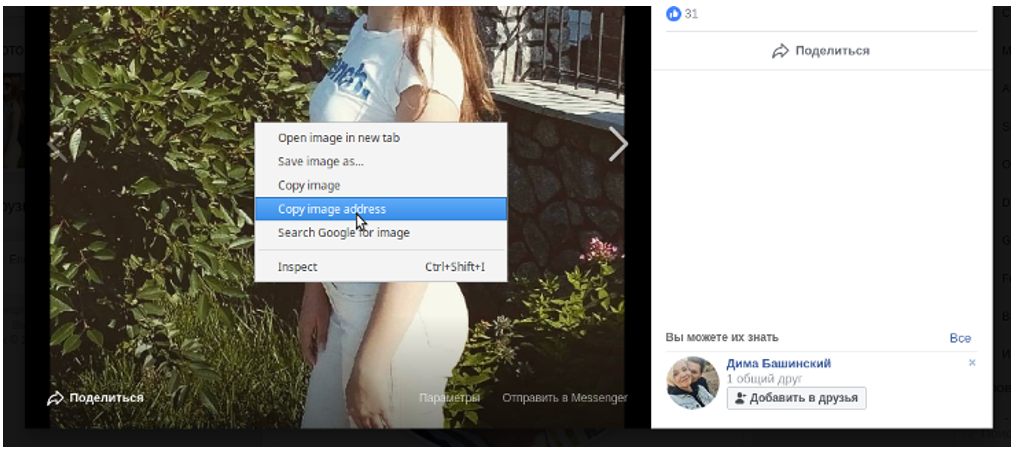 31
Поделиться
ench.
Open image in new tab
Save image as...
Copy image
Copy image address
Search Google for image
Inspect Ctrl+Shift+I
Вы можете их знать Все
Дима Башинский
1 общий друг
Добавить в друзья
Поделиться Параметры Отправить в Messenger